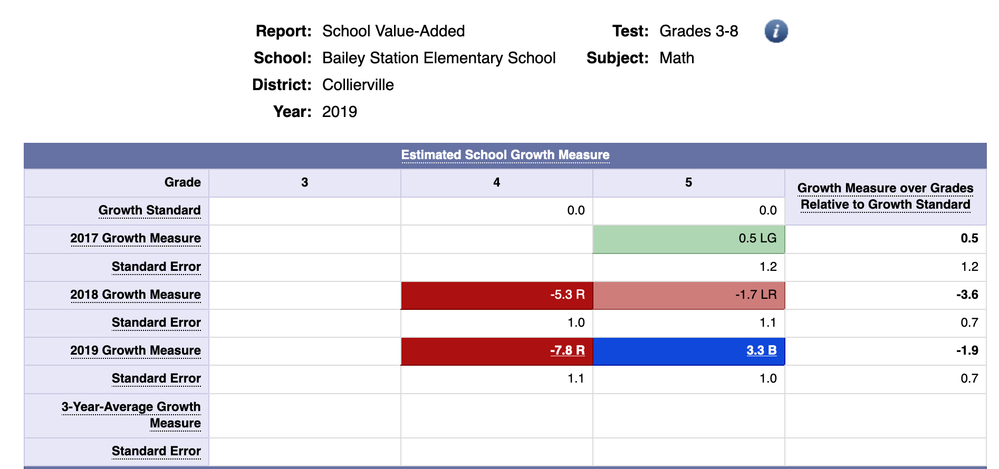 Report: School Value-Added Test: Grades 3-8 i
School: Bailey Station Elementary School Subject: Math
District: Collierville
Year: 2019
Estimated School Growth Measure
Grade 3 4 5 Growth Measure over Grades
Relative to Growth Standard
Growth Standard 0.0 0.0
2017 Growth Measure 0.5 LG 0.5
Standard Error 1.2 1.2
2018 Growth Measure -5.3 R -1.7 LR -3.6
Standard Error 1.0 1.1 0.7
2019 Growth Measure -7.8 R 3.3 B -1.9
Standard Error 1.1 1.0 0.7
3-Year-Average Growth
Measure
Standard Error